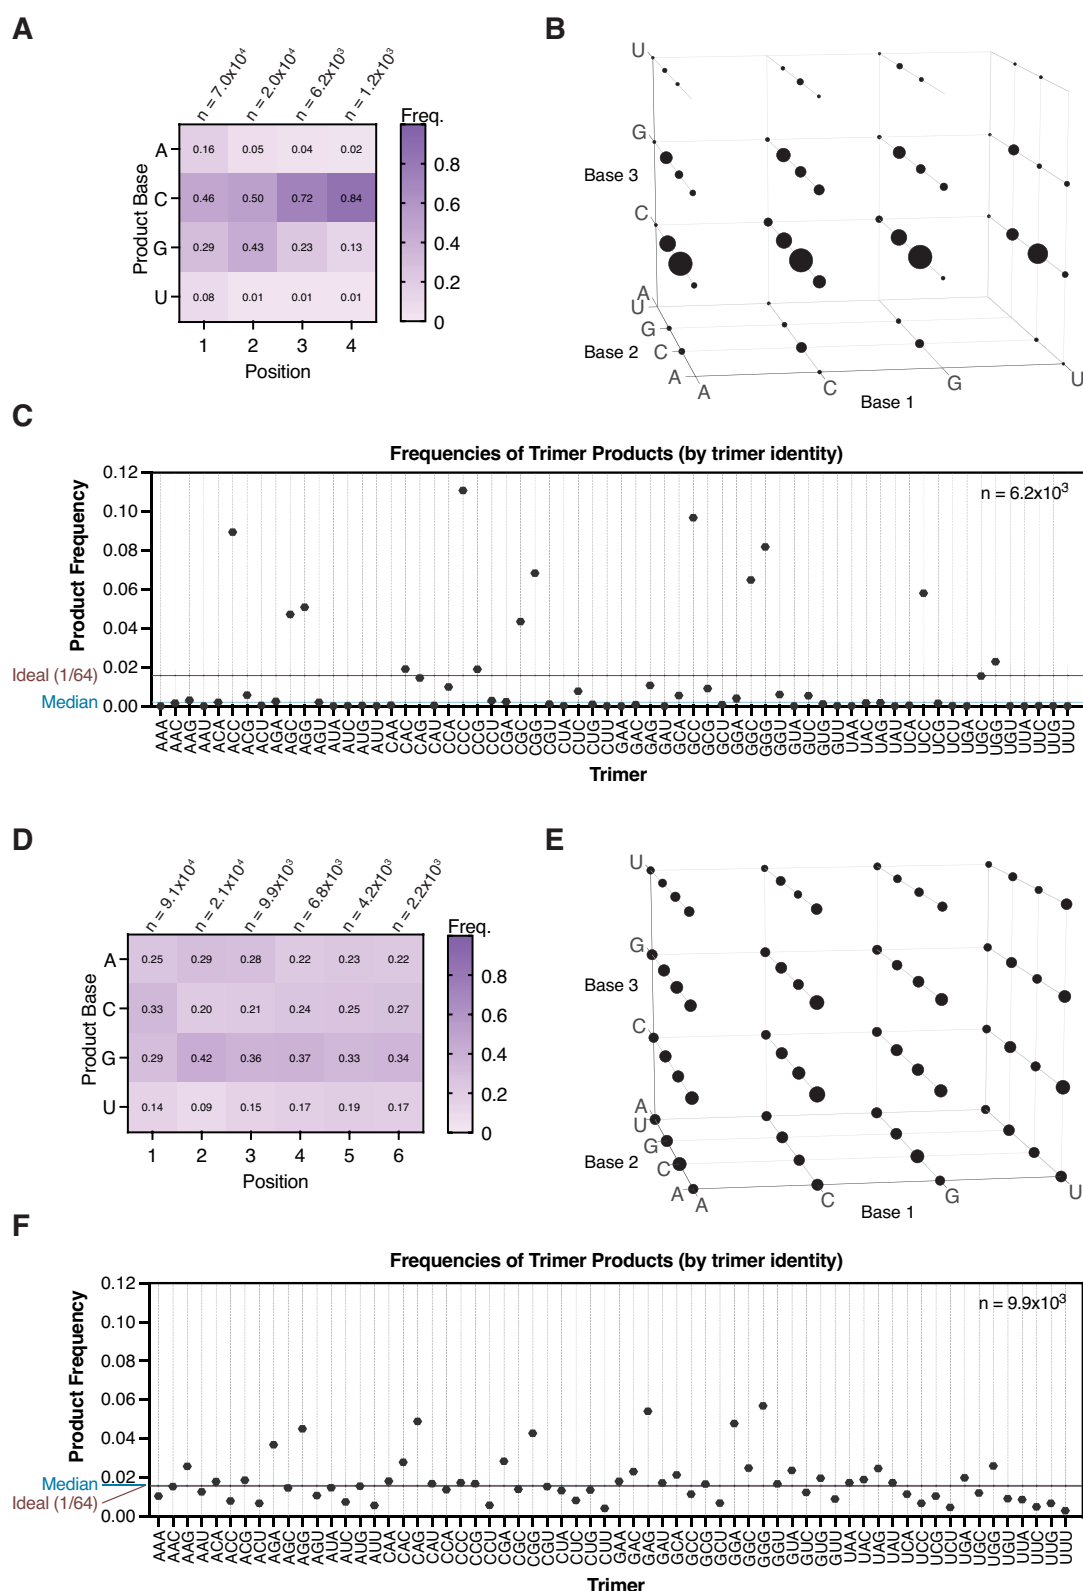 A
n = 7.0x10⁴
n = 2.0x10⁴
n = 6.2x10³
n = 1.2x10³
Freq.
Product Base
A 0.16 0.05 0.04 0.02
C 0.46 0.50 0.72 0.84
G 0.29 0.43 0.23 0.13
U 0.08 0.01 0.01 0.01
0.8
0.6
0.4
0.2
0
1 2 3 4
Position
B
U
G
Base 3
C
A
U
G
Base 2
C
A
A
C
G
U
Base 1
C
Frequencies of Trimer Products (by trimer identity)
n = 6.2x10³
Product Frequency
0.12
0.10
0.08
0.06
0.04
0.02
0.00
Ideal (1/64)
Median
AAA AAC AAG AAU ACA ACC ACG ACU AGA AGC AGG AGU AUA AUC AUG AUU CAA CAC CAG CAU CCA CCC CCG CCU CGA CGC CGG CGU CUA CUC CUG CUU GAA GAC GAG GAU GCA GCC GCG GCU GGA GGC GGG GGU GUA GUC GUG GUU UAA UAC UAG UAU UCA UCC UCG UCU UGA UGC UGG UGU UUA UUC UUG UUU
Trimer
D
n = 9.1x10⁴
n = 2.1x10⁴
n = 9.9x10³
n = 6.8x10³
n = 4.2x10³
n = 2.2x10³
Freq.
Product Base
A 0.25 0.29 0.28 0.22 0.23 0.22
C 0.33 0.20 0.21 0.24 0.25 0.27
G 0.29 0.42 0.36 0.37 0.33 0.34
U 0.14 0.09 0.15 0.17 0.19 0.17
0.8
0.6
0.4
0.2
0
1 2 3 4 5 6
Position
E
U
G
Base 3
C
A
U
G
Base 2
C
A
A
C
G
U
Base 1
F
Frequencies of Trimer Products (by trimer identity)
n = 9.9x10³
Product Frequency
0.12
0.10
0.08
0.06
0.04
0.02
0.00
Median
Ideal (1/64)
AAA AAC AAG AAU ACA ACC ACG ACU AGA AGC AGG AGU AUA AUC AUG AUU CAA CAC CAG CAU CCA CCC CCG CCU CGA CGC CGG CGU CUA CUC CUG CUU GAA GAC GAG GAU GCA GCC GCG GCU GGA GGC GGG GGU GUA GUC GUG GUU UAA UAC UAG UAU UCA UCC UCG UCU UGA UGC UGG UGU UUA UUC UUG UUU
Trimer